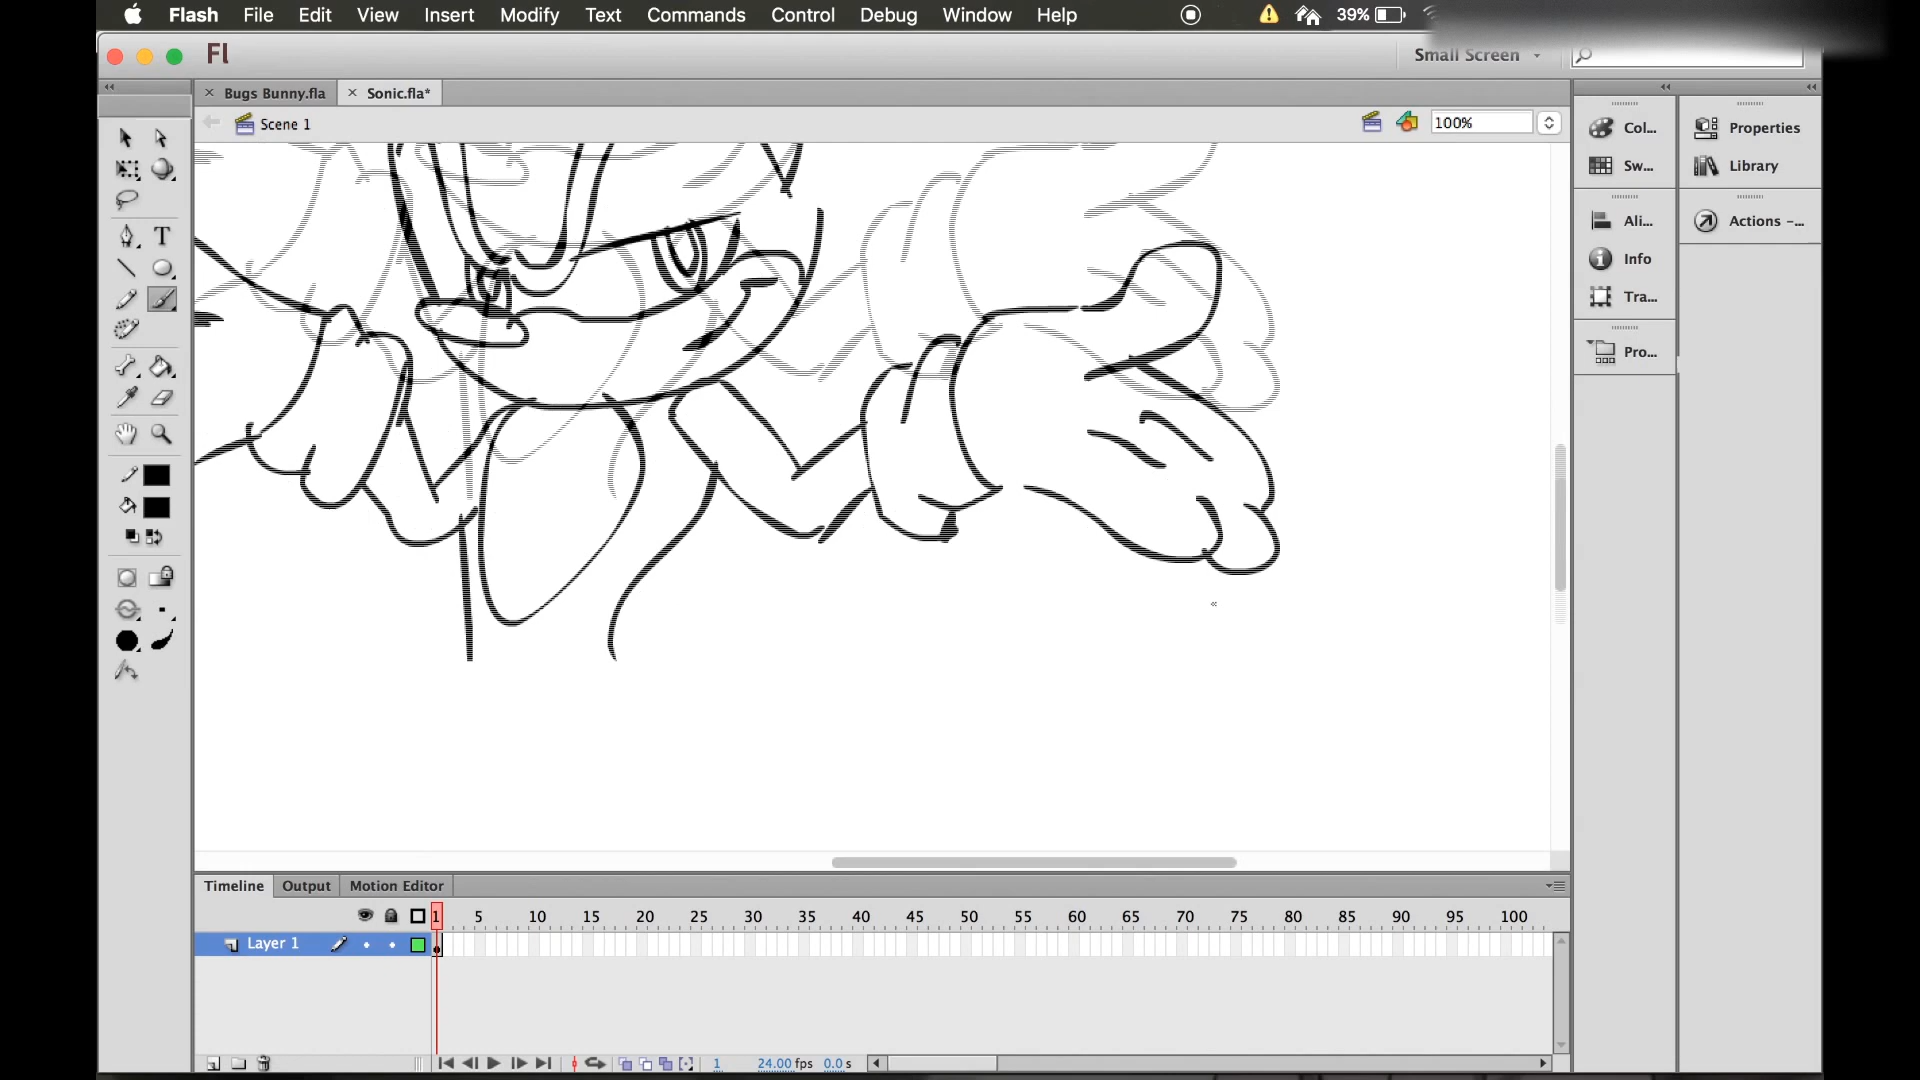 Flash File Edit View Insert Modify Text Commands Control Debug Window Help 39%
Fl Small Screen
Bugs Bunny.fla Sonic.fla*
Scene 1 100%
Col... Properties
Sw... Library
Ali... Actions –...
Info
Tra...
Pro...
T
Timeline Output Motion Editor
1 5 10 15 20 25 30 35 40 45 50 55 60 65 70 75 80 85 90 95 100
Layer 1
1 24.00 fps 0.0 s